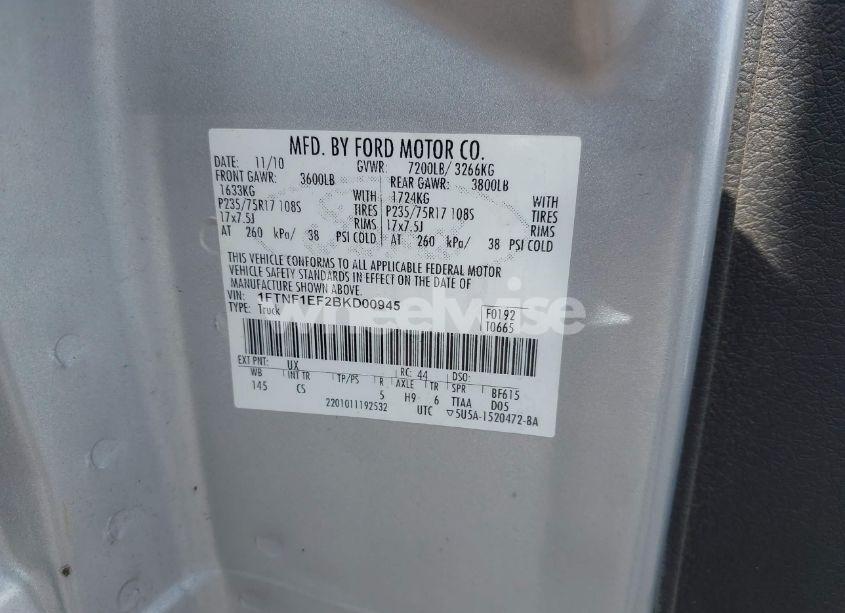 MFD. BY FORD MOTOR CO.
DATE: 11/10 GVWR: 7200LB/ 3266KG
FRONT GAWR: 3600LB REAR GAWR: 3800LB
1633KG WITH 1724KG WITH
P235/75R17 108S TIRES P235/75R17 108S TIRES
17x7.5J RIMS 17x7.5J RIMS
AT 260 kPa/ 38 PSI COLD AT 260 kPa/ 38 PSI COLD
THIS VEHICLE CONFORMS TO ALL APPLICABLE FEDERAL MOTOR
VEHICLE SAFETY STANDARDS IN EFFECT ON THE DATE OF
MANUFACTURE SHOWN ABOVE.
VIN: 1FTNF1EF2BKD00945 F0192
TYPE: Truck T0665
wheelwise
EXT PNT: UX RC: 44 DSO:
WB INT TR TP/PS R AXLE TR SPR BF615
145 CS 5 H9 6 TTAA D05
2201011192532 UTC ▽5U5A-1520472-BA